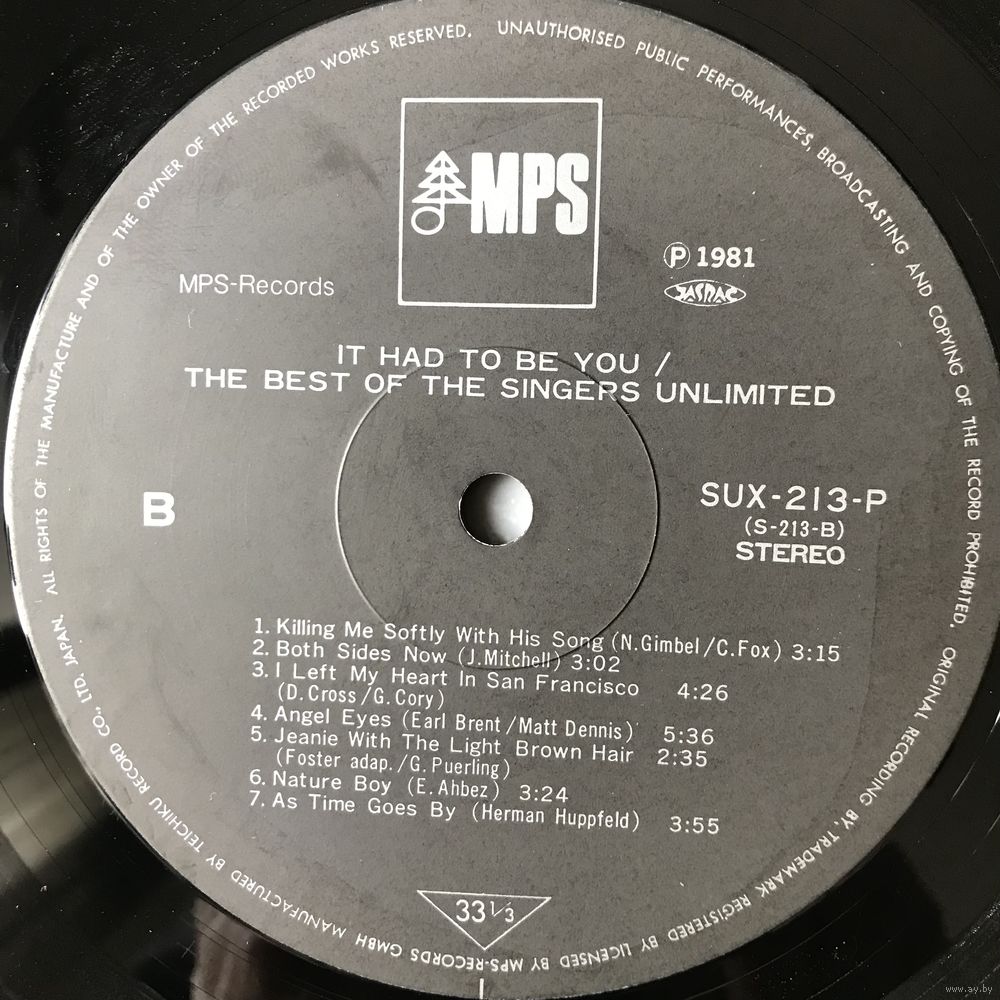 ALL RIGHTS OF THE MANUFACTURE AND OF THE OWNER OF THE RECORDED WORKS RESERVED. UNAUTHORISED PUBLIC PERFORMANCES, BROADCASTING AND COPYING OF THE RECORD PROHIBITED. ORIGINAL RECORDING BY, TRADEMARK REGISTERED BY LICENSED BY MPS-RECORDS GMBH MANUFACTURED BY TEICHIKU RECORD CO., LTD. JAPAN.
MPS
MPS-Records
Ⓟ 1981
JASRAC
IT HAD TO BE YOU /
THE BEST OF THE SINGERS UNLIMITED
B
SUX-213-P
(S-213-B)
STEREO
1. Killing Me Softly With His Song (N.Gimbel/C.Fox) 3:15
2. Both Sides Now (J.Mitchell) 3:02
3. I Left My Heart In San Francisco 4:26
(D.Cross/G.Cory)
4. Angel Eyes (Earl Brent/Matt Dennis) 5:36
5. Jeanie With The Light Brown Hair 2:35
(Foster adap./G.Puerling)
6. Nature Boy (E.Ahbez) 3:24
7. As Time Goes By (Herman Huppfeld) 3:55
33 1/3
www.ay.by